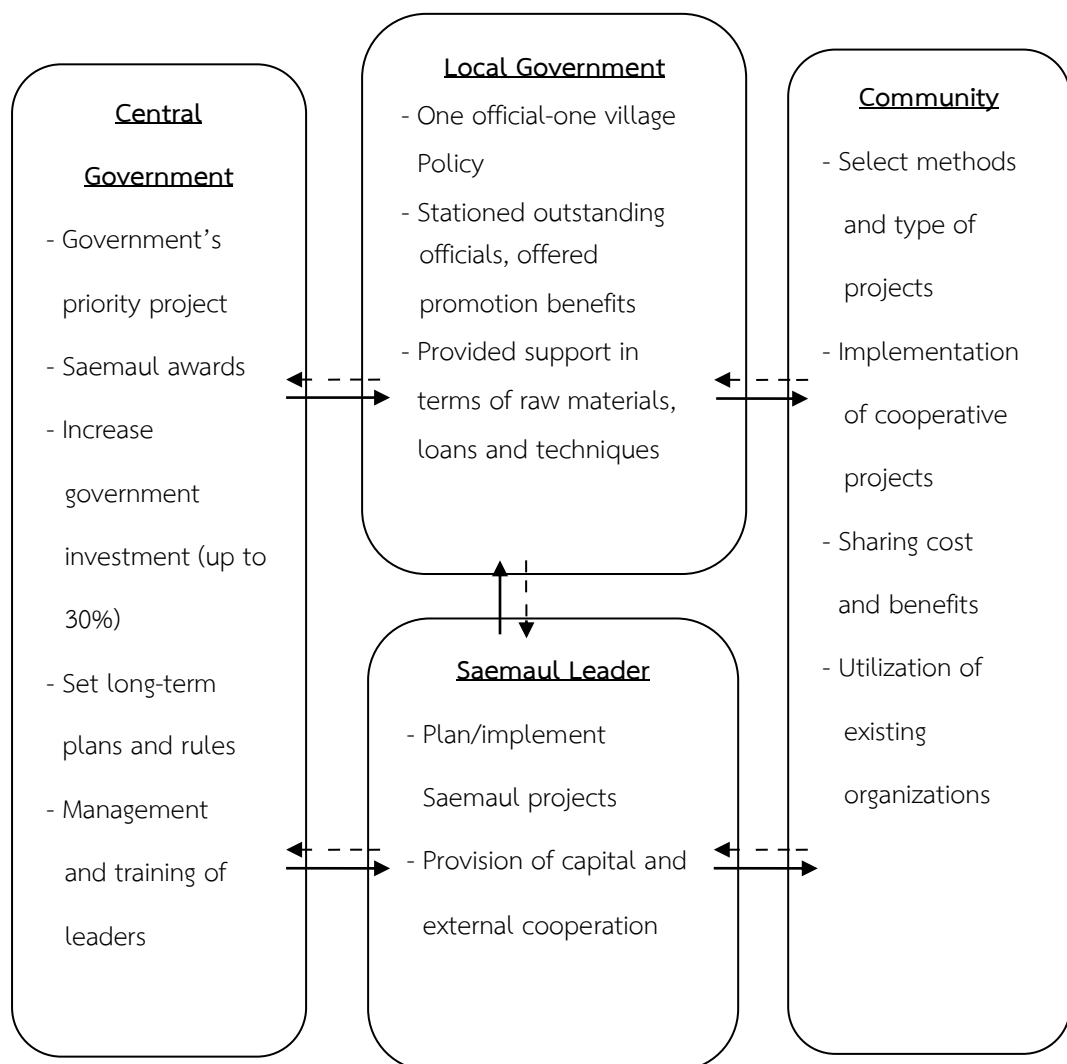 Central
Government
- Government’s
priority project
- Saemaul awards
- Increase
government
investment (up to
30%)
- Set long-term
plans and rules
- Management
and training of
leaders
Local Government
- One official-one village
Policy
- Stationed outstanding
officials, offered
promotion benefits
- Provided support in
terms of raw materials,
loans and techniques
Saemaul Leader
- Plan/implement
Saemaul projects
- Provision of capital and
external cooperation
Community
- Select methods
and type of
projects
- Implementation
of cooperative
projects
- Sharing cost
and benefits
- Utilization of
existing
organizations